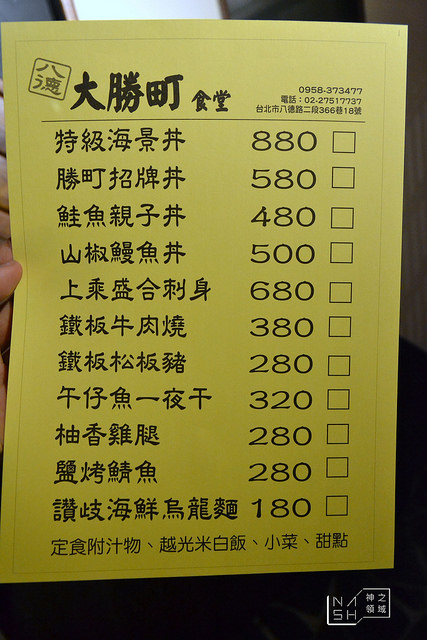 八德
大勝町 食堂
0958-373477
電話：02-27517737
台北市八德路二段366巷18號
特級海景丼 880
勝町招牌丼 580
鮭魚親子丼 480
山椒鰻魚丼 500
上乘盛合刺身 680
鐵板牛肉燒 380
鐵板松板豬 280
午仔魚一夜干 320
柚香雞腿 280
鹽烤鯖魚 280
讚岐海鮮烏龍麵 180
定食附汁物、越光米白飯、小菜、甜點
NASH 神之領域